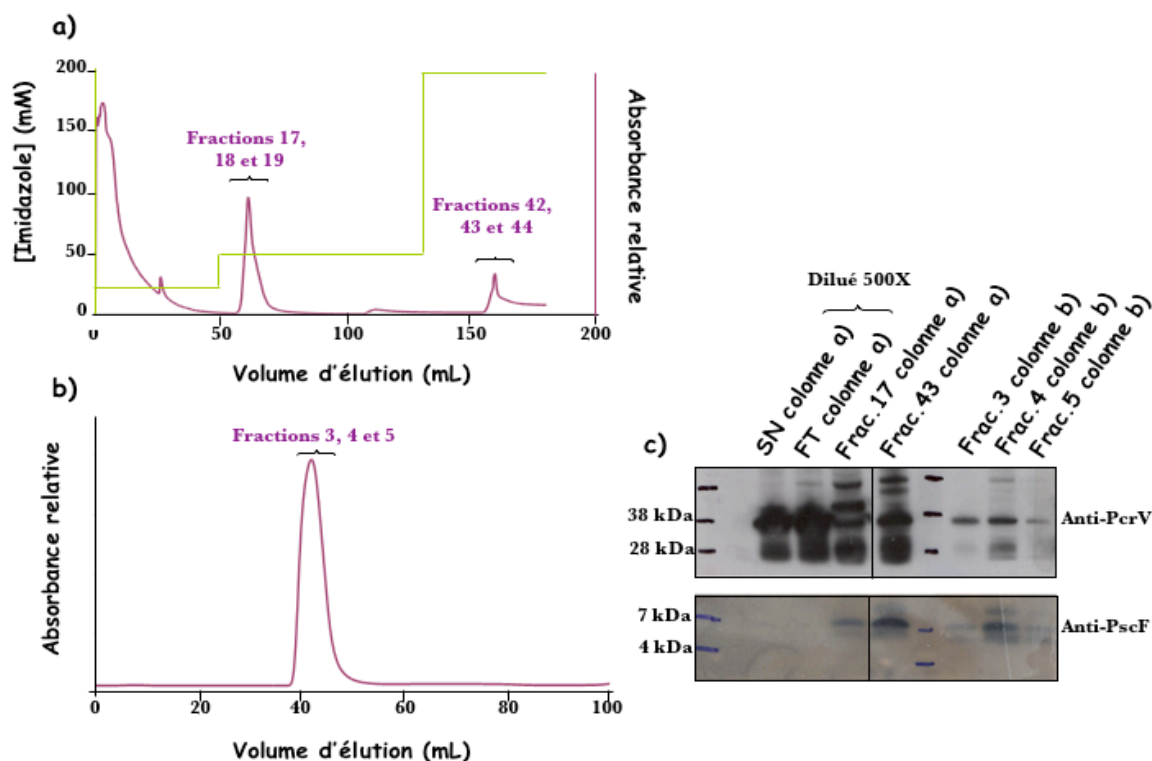 a)
[Imidazole] (mM)
200
150
100
50
0
Fractions 17,
18 et 19
Fractions 42,
43 et 44
Absorbance relative
0
50
100
150
200
Volume d'élution (mL)
b)
Absorbance relative
Fractions 3, 4 et 5
0
20
40
60
80
100
Volume d'élution (mL)
c)
Dilué 500X
SN colonne a)
FT colonne a)
Frac. 17 colonne a)
Frac. 43 colonne a)
Frac. 3 colonne b)
Frac. 4 colonne b)
Frac. 5 colonne b)
38 kDa
28 kDa
Anti-PcrV
7 kDa
4 kDa
Anti-PscF